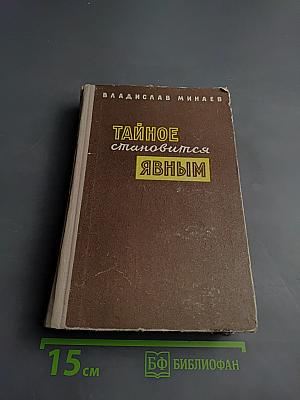 ВЛАДИСЛАВ МИНАЕВ
ТАЙНОЕ
становится
ЯВНЫМ
15 см
БФ БИБЛИОФАН